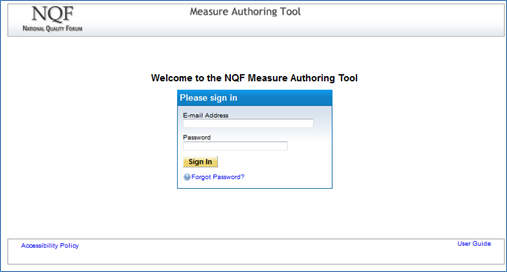 NQF
NATIONAL QUALITY FORUM
Measure Authoring Tool
Welcome to the NQF Measure Authoring Tool
Please sign in
E-mail Address
Password
Sign In
Forgot Password?
Accessibility Policy
User Guide